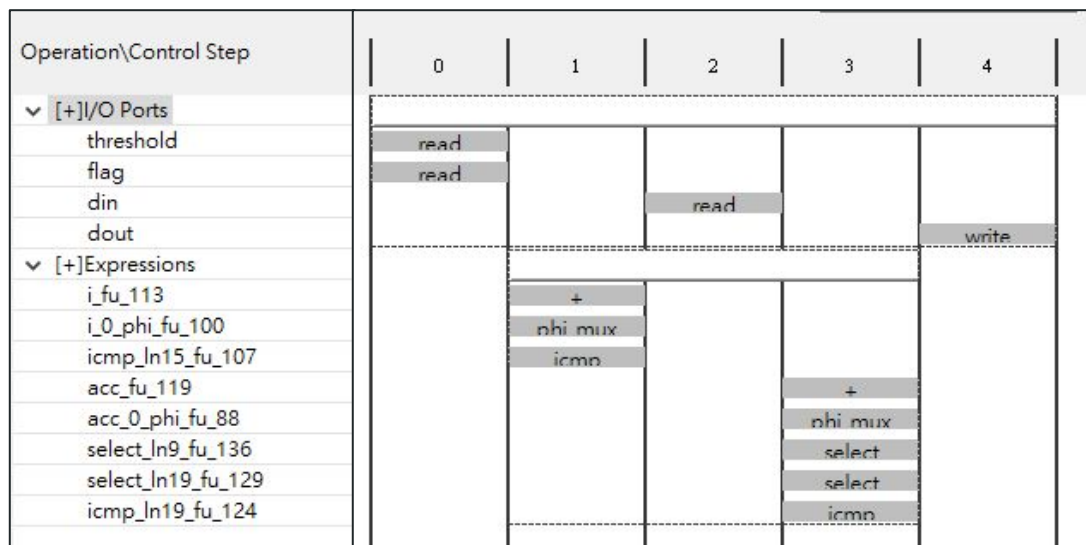 Operation\Control Step 0 1 2 3 4
[+]I/O Ports
threshold read
flag read
din read
dout write
[+]Expressions
i_fu_113 +
i_0_phi_fu_100 phi_mux
icmp_ln15_fu_107 icmp
acc_fu_119 +
acc_0_phi_fu_88 phi_mux
select_ln9_fu_136 select
select_ln19_fu_129 select
icmp_ln19_fu_124 icmp